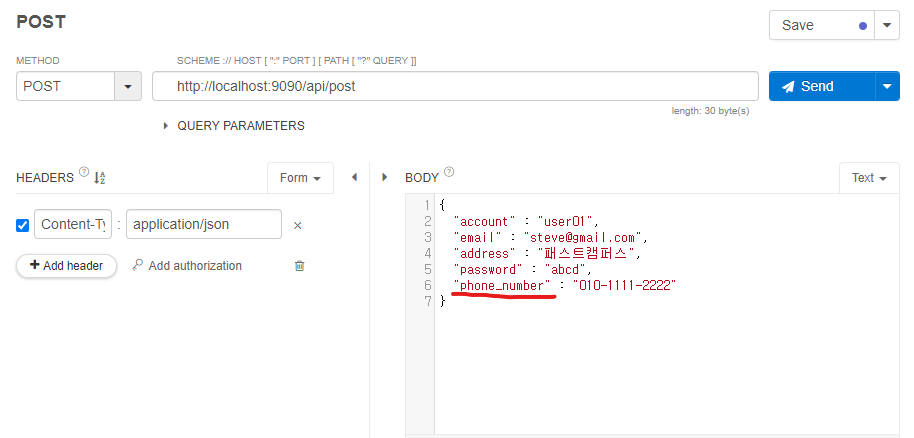 POST
Save
METHOD
SCHEME :// HOST [ ":" PORT ] [ PATH [ "?" QUERY ]]
POST
http://localhost:9090/api/post
Send
length: 30 byte(s)
QUERY PARAMETERS
HEADERS ? A Z
Form
BODY ?
Text
Content-Ty : application/json ×
+ Add header
Add authorization
1 {
2 "account" : "user01",
3 "email" : "steve@gmail.com",
4 "address" : "패스트캠퍼스",
5 "password" : "abcd",
6 "phone_number" : "010-1111-2222"
7 }